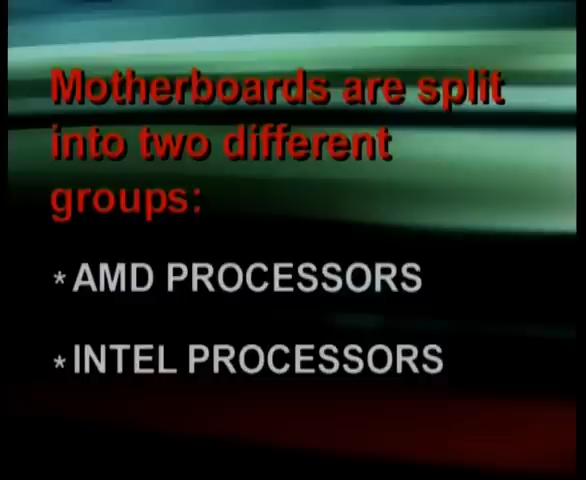 Motherboards are split
into two different
groups:
* AMD PROCESSORS
* INTEL PROCESSORS